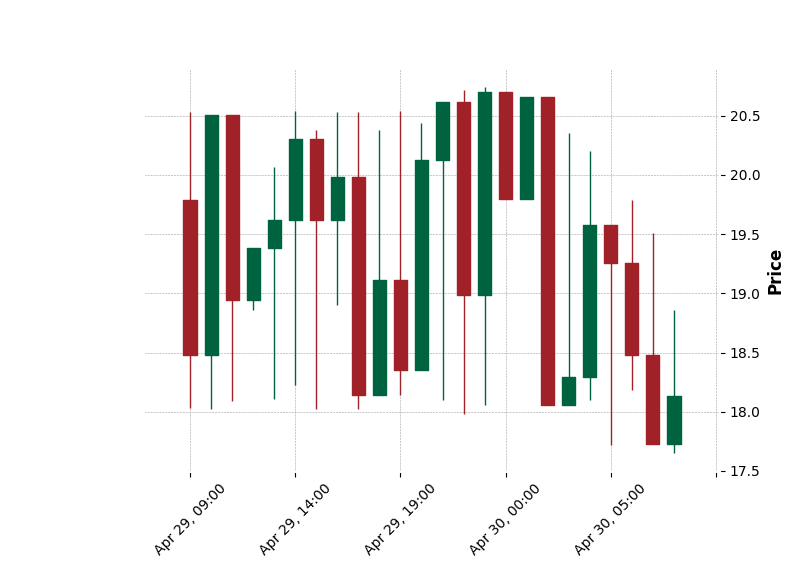 20.5
20.0
19.5
19.0
18.5
18.0
17.5
Price
Apr 29, 09:00
Apr 29, 14:00
Apr 29, 19:00
Apr 30, 00:00
Apr 30, 05:00